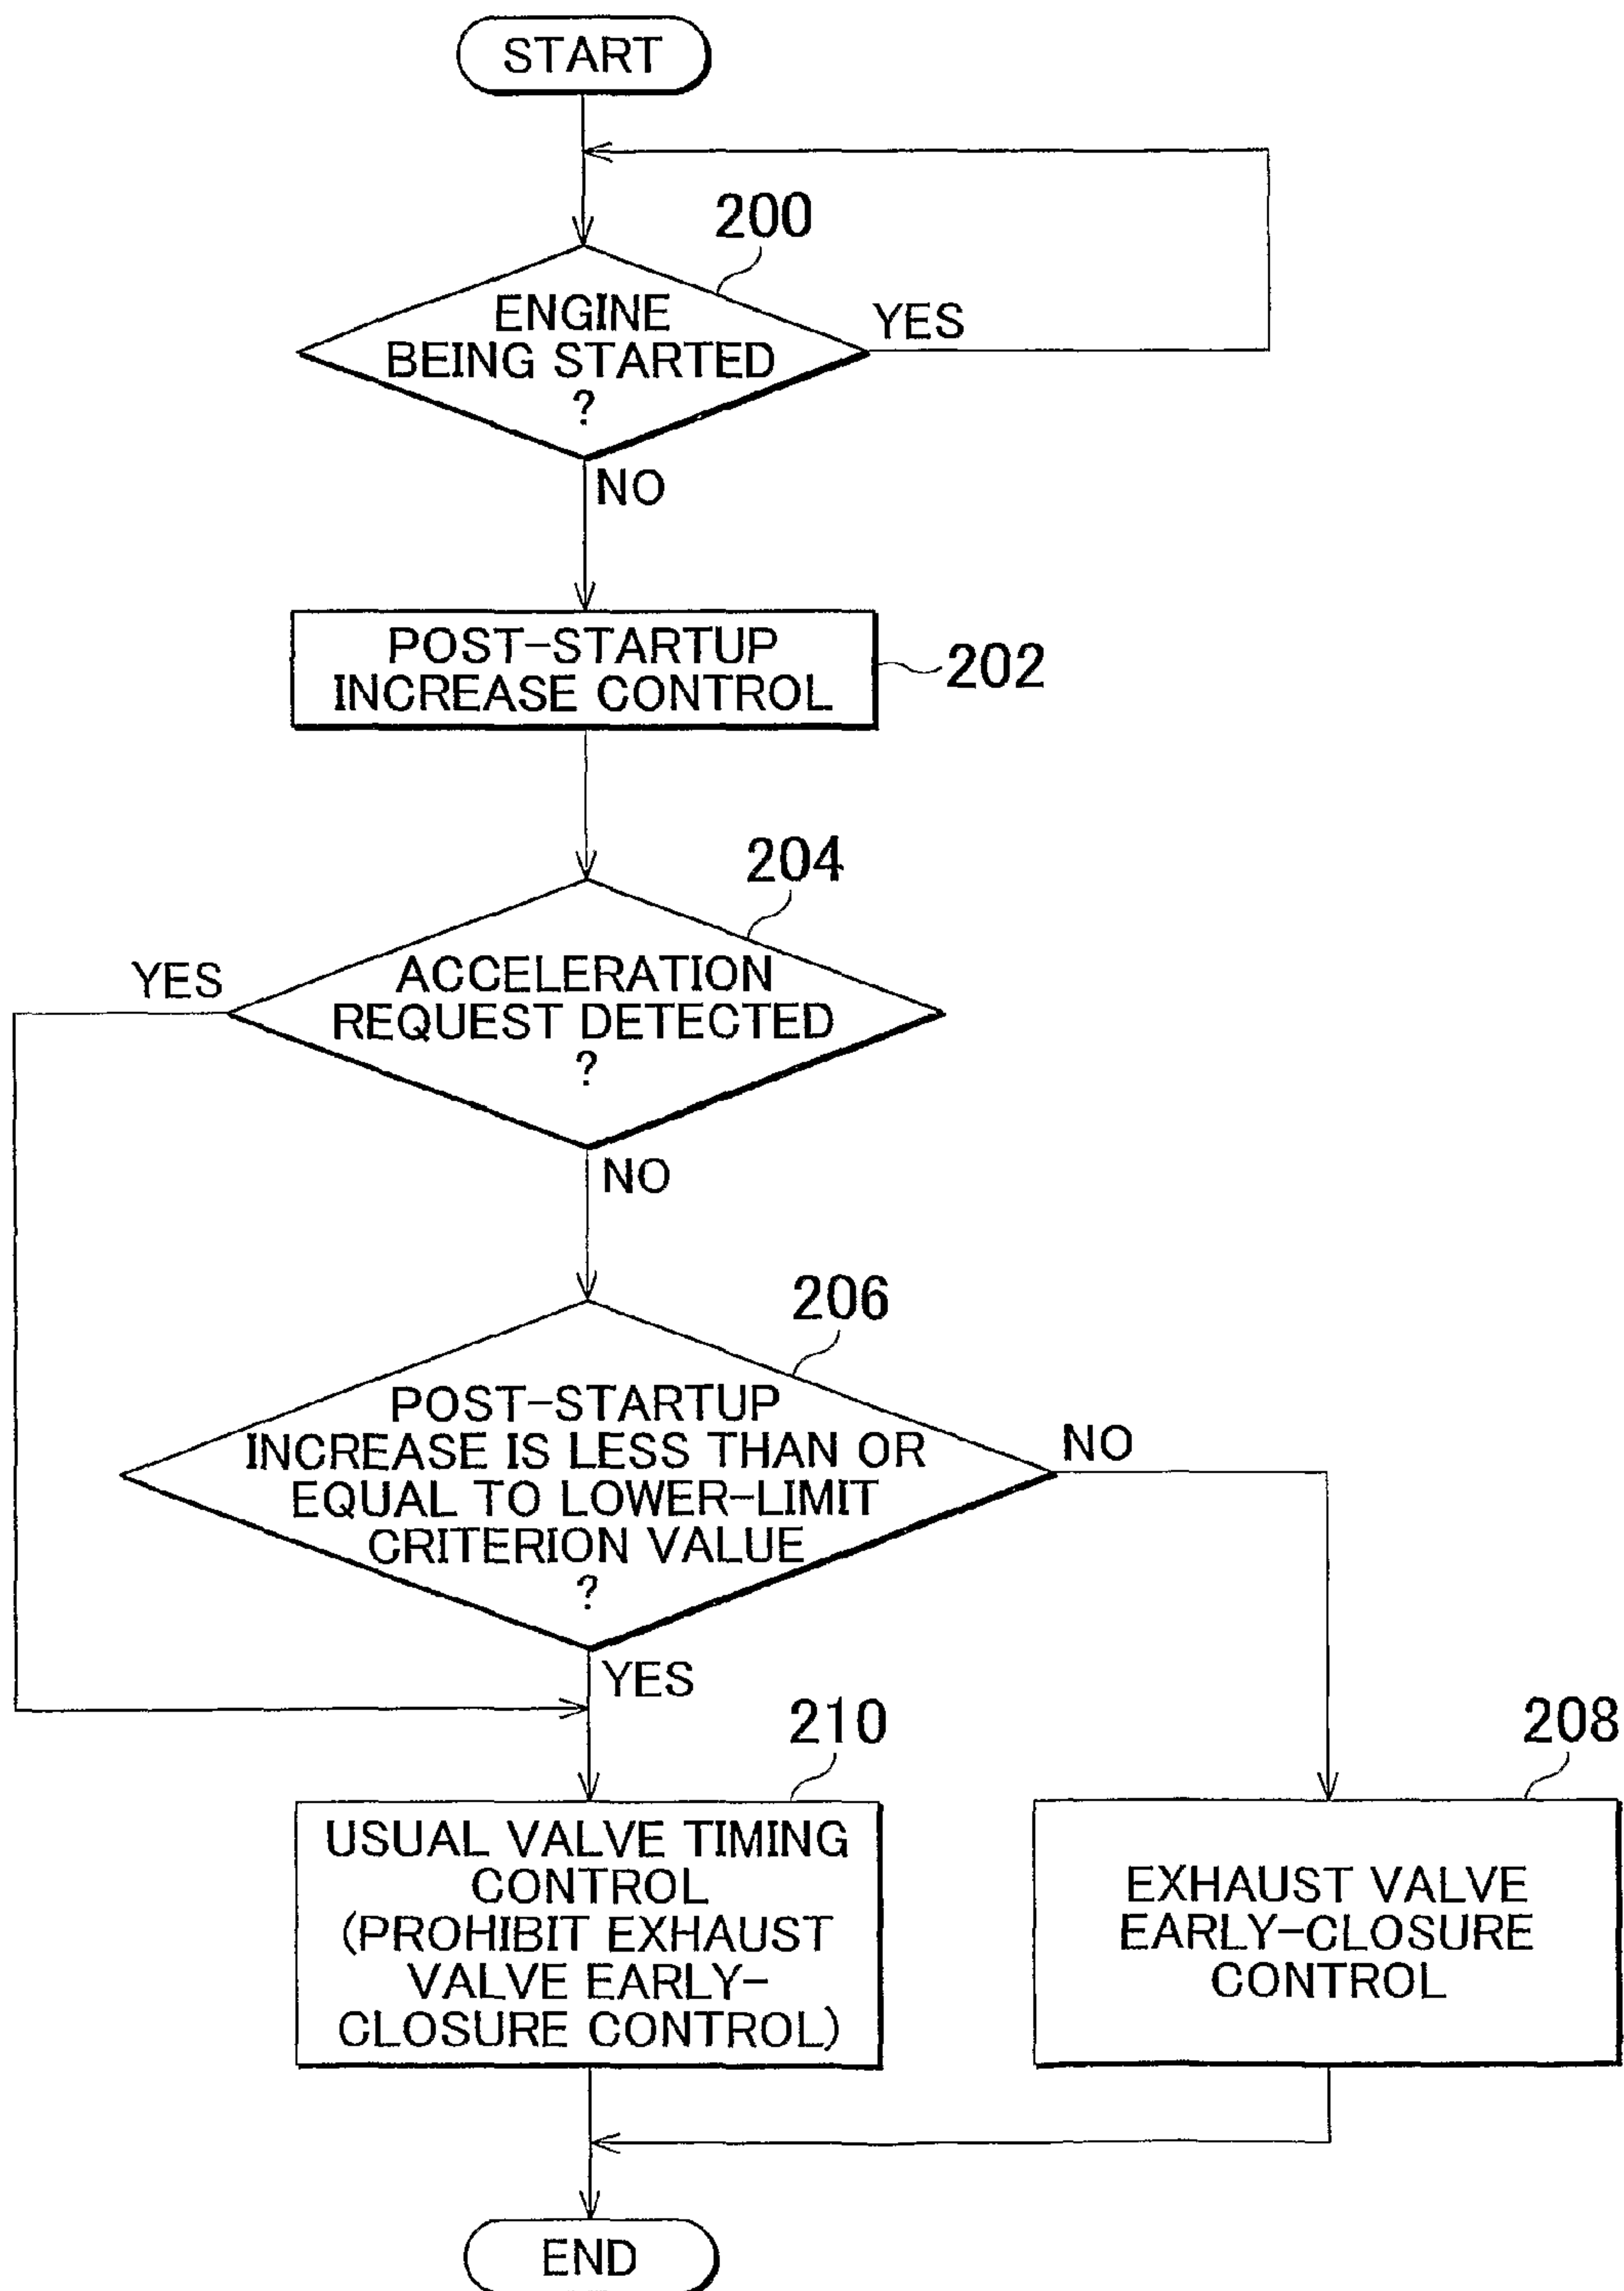 START
200
ENGINE
BEING STARTED
?
YES
NO
POST-STARTUP
INCREASE CONTROL
202
204
YES
ACCELERATION
REQUEST DETECTED
?
NO
206
POST-STARTUP
INCREASE IS LESS THAN OR
EQUAL TO LOWER-LIMIT
CRITERION VALUE
?
NO
YES
210
208
USUAL VALVE TIMING
CONTROL
(PROHIBIT EXHAUST
VALVE EARLY-
CLOSURE CONTROL)
EXHAUST VALVE
EARLY-CLOSURE
CONTROL
END